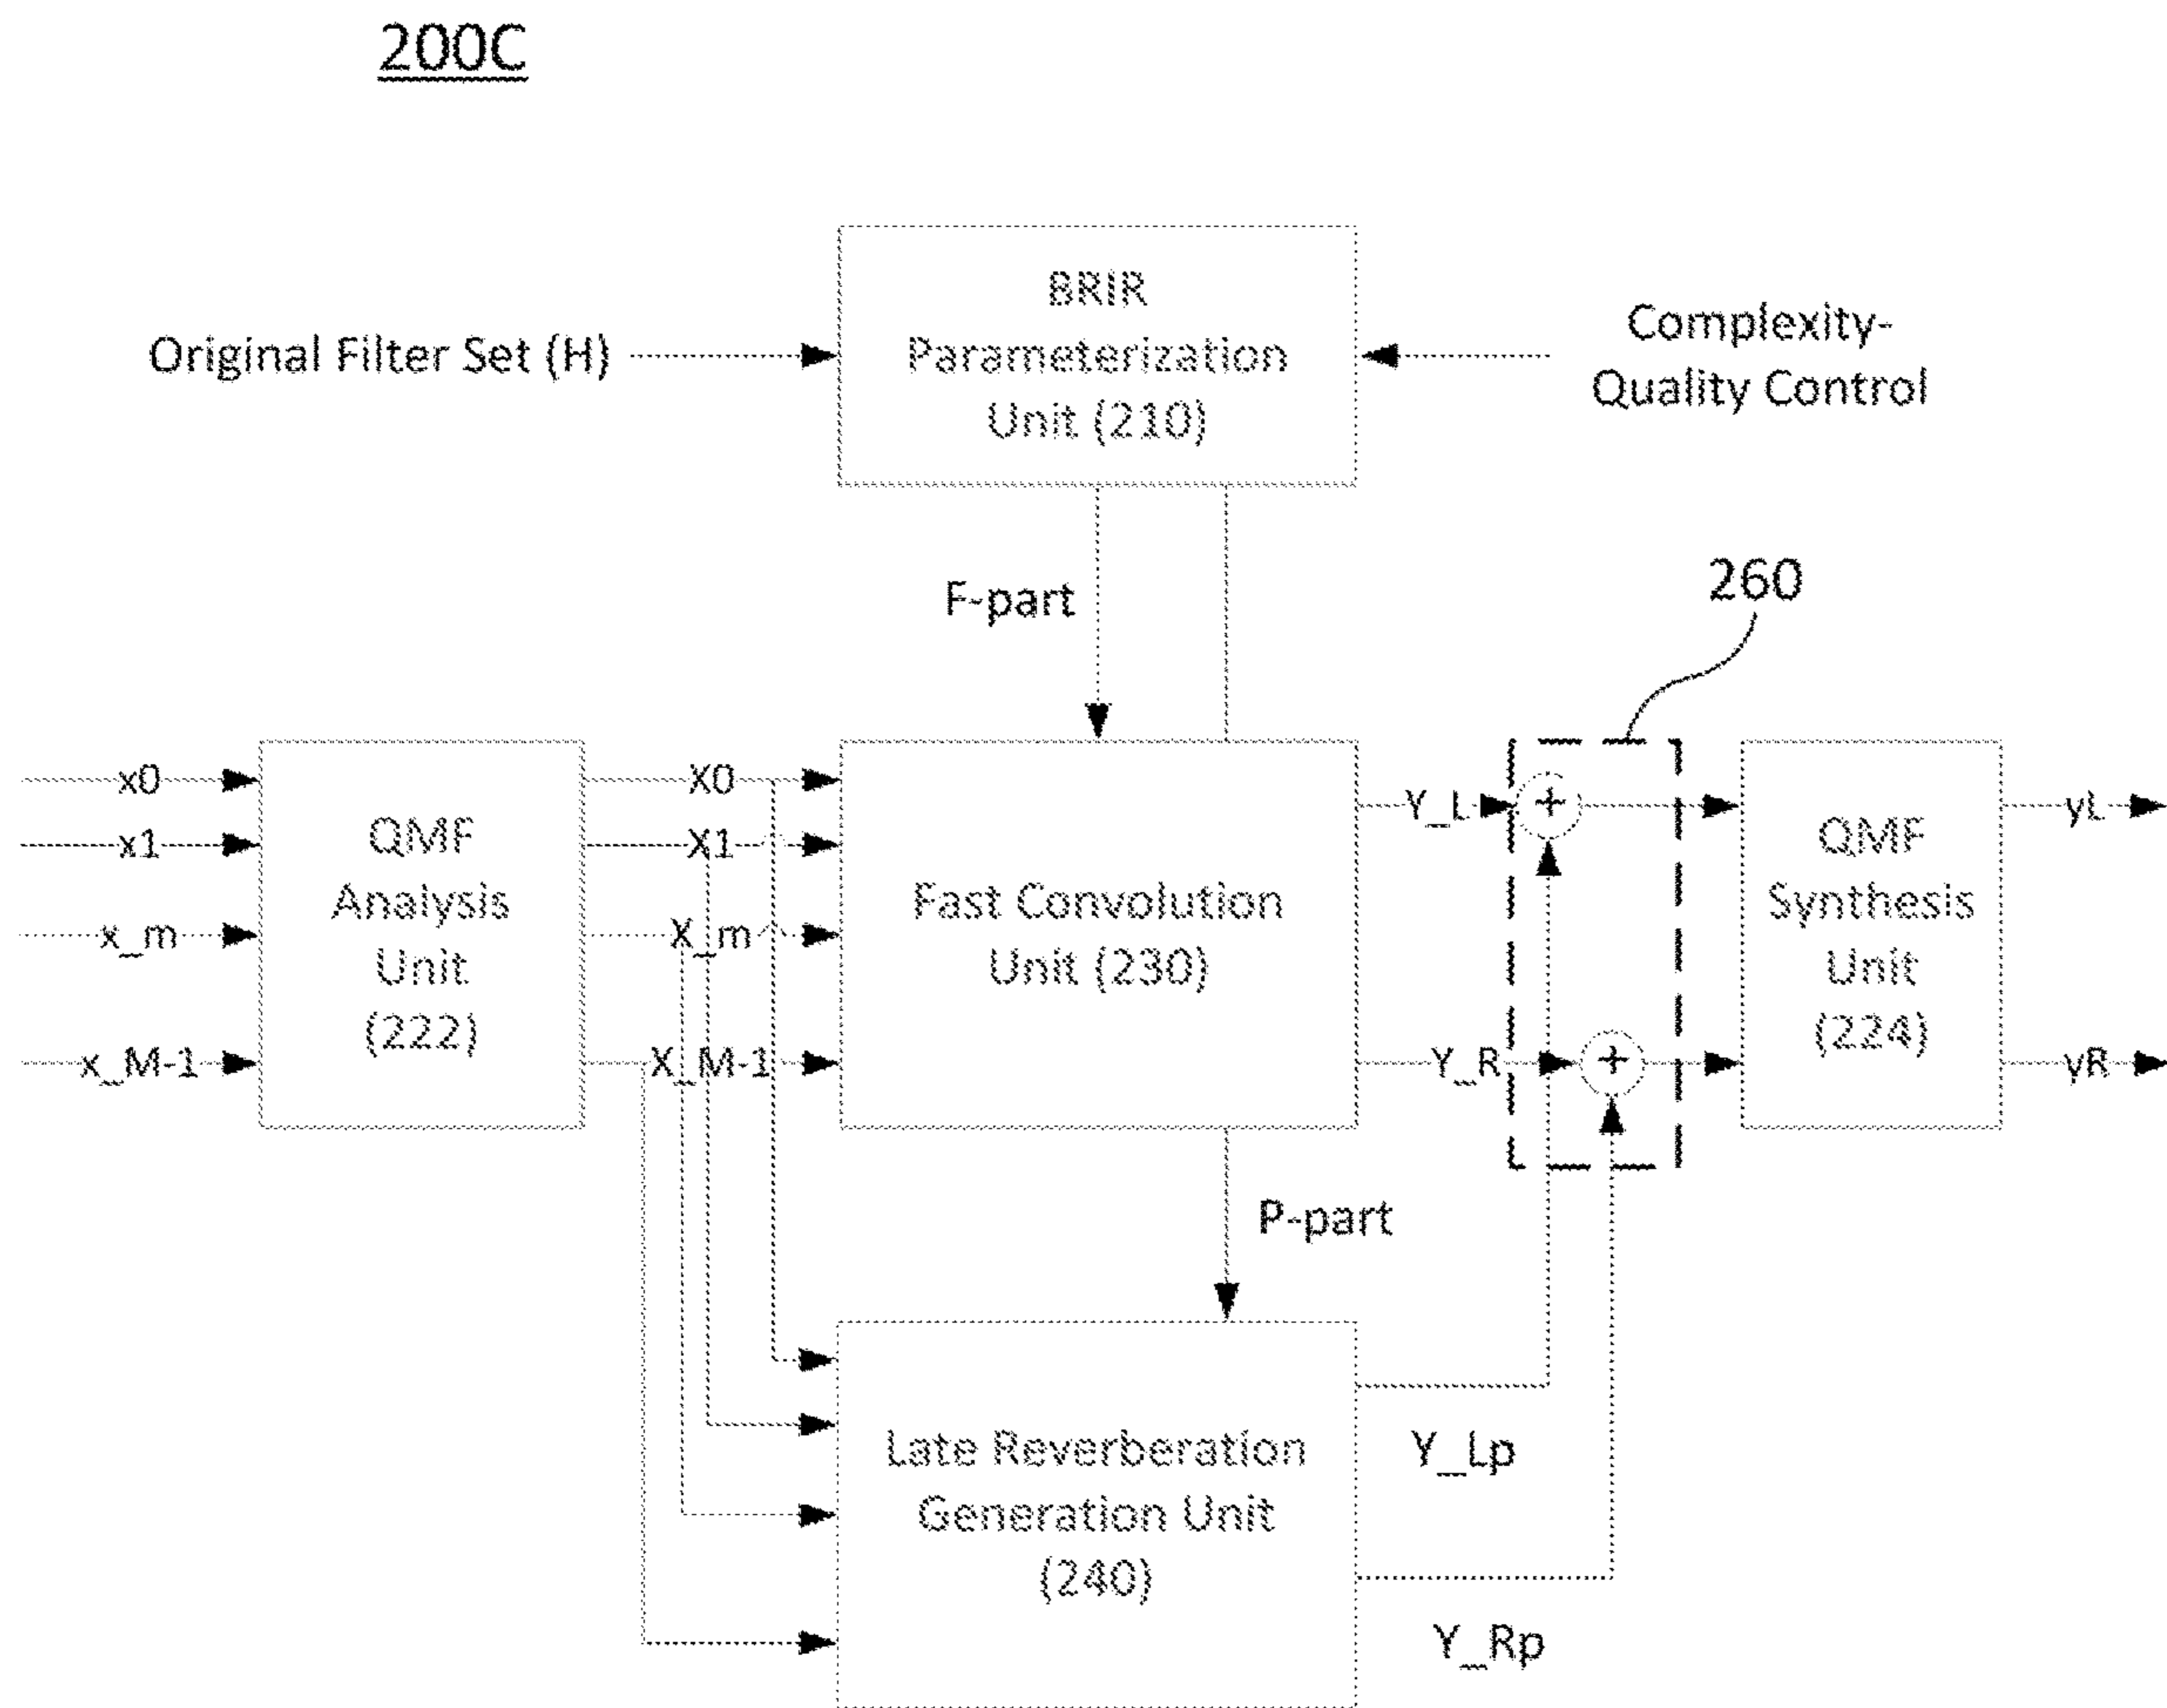 200C
BRIR
Parameterization
Unit (210)
Original Filter Set (H)
Complexity-
Quality Control
F-part
260
x0
x1
x_m
x_M-1
QMF
Analysis
Unit
(222)
X0
X1
X_m
X_M-1
Fast Convolution
Unit (230)
Y_L
Y_R
+
+
QMF
Synthesis
Unit
(224)
yL
yR
P-part
Late Reverberation
Generation Unit
(240)
Y_Lp
Y_Rp